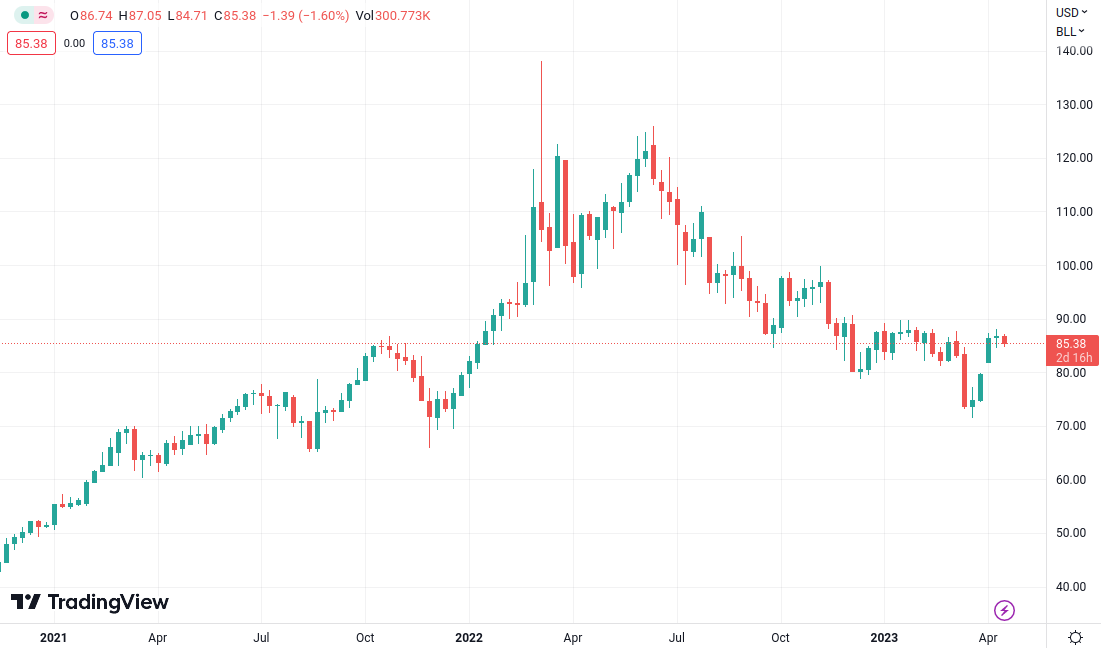 O86.74 H87.05 L84.71 C85.38 −1.39 (−1.60%) Vol300.773K
85.38 0.00 85.38
USD
BLL
140.00
130.00
120.00
110.00
100.00
90.00
85.38
2d 16h
80.00
70.00
60.00
50.00
40.00
TradingView
2021 Apr Jul Oct 2022 Apr Jul Oct 2023 Apr